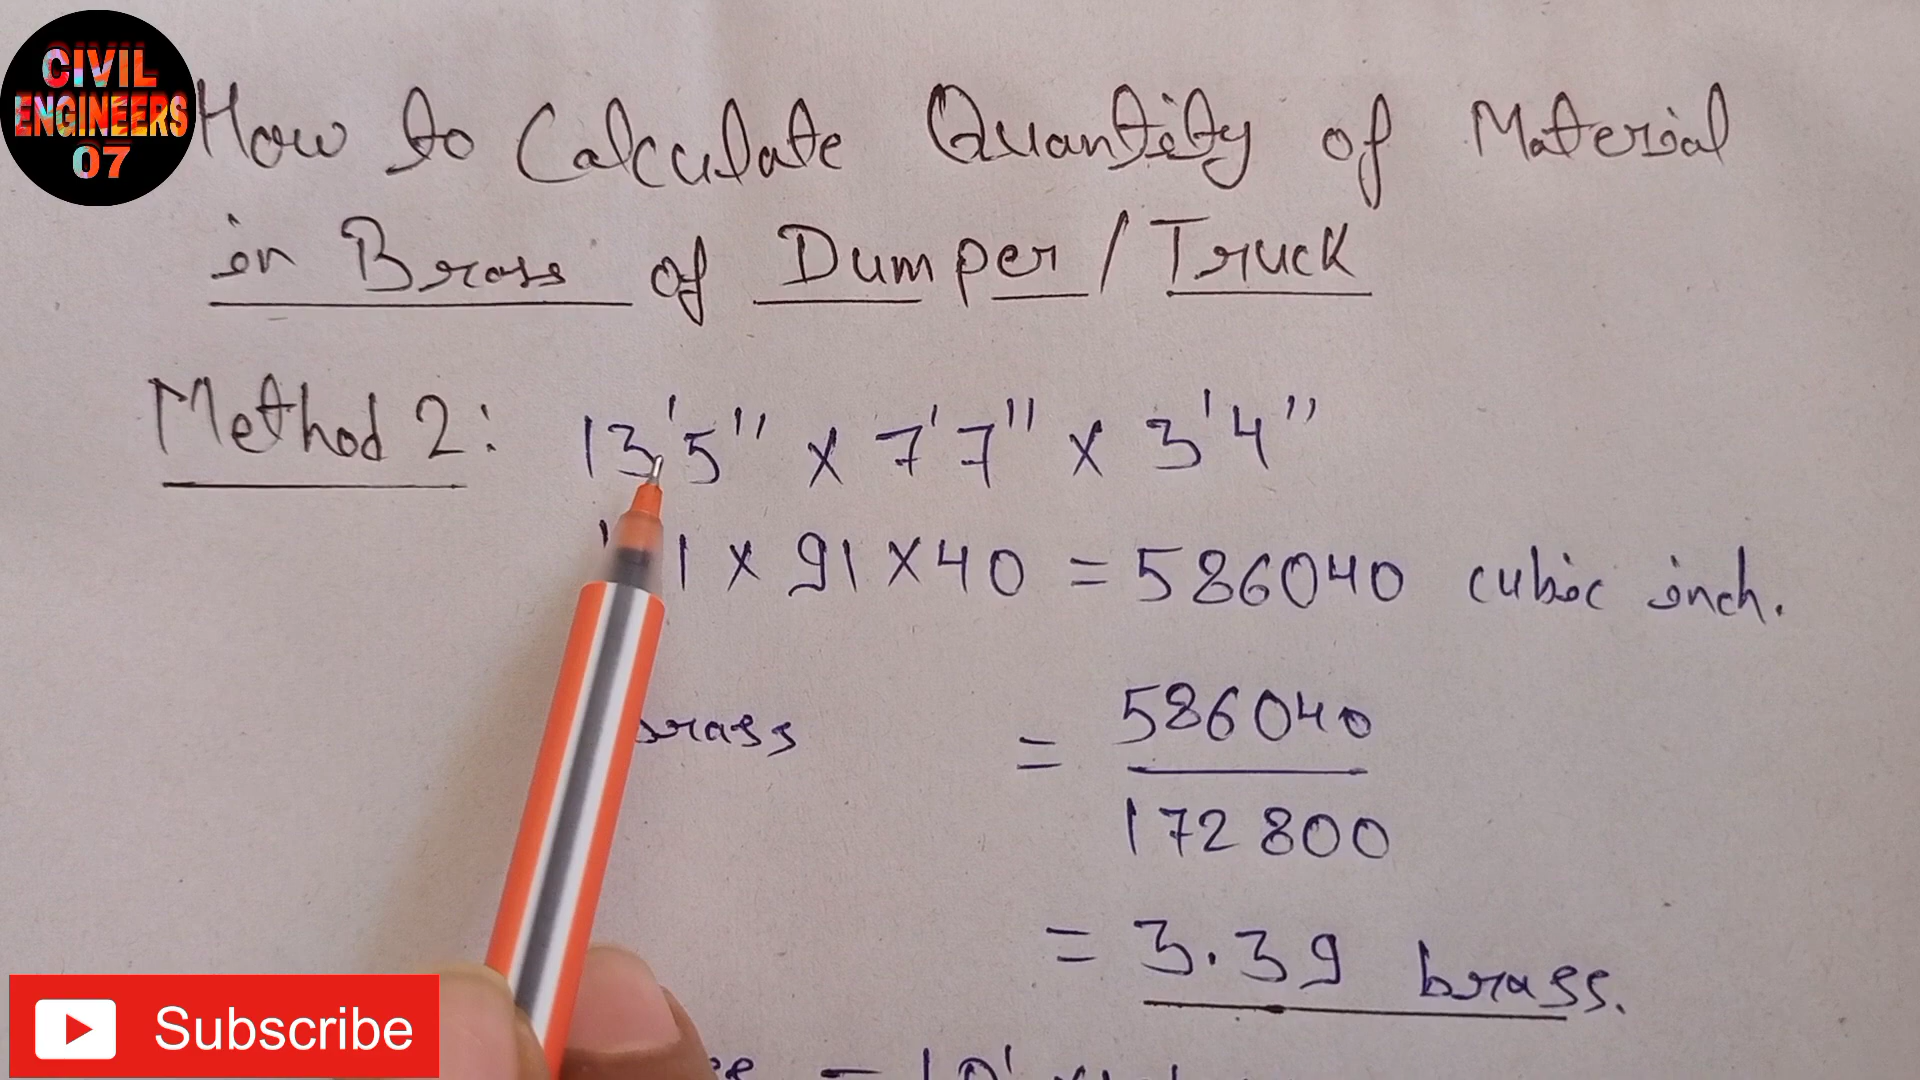 CIVIL
ENGINEERS
07
How to Calculate Quantity of Material
in Brass of Dumper / Truck
Method 2: 13'5" x 7'7" x 3'4"
1 x 91 x 40 = 586040 cubic inch.
brass = 586040
172800
= 3.39 brass.
Subscribe